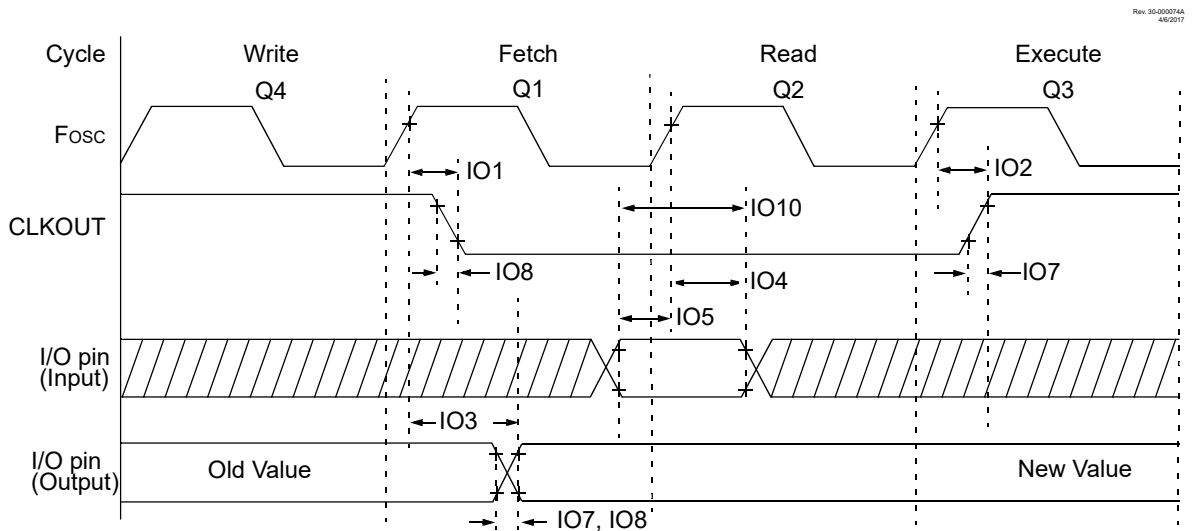 Rev. 30-000074A
4/6/2017
Cycle Write Fetch Read Execute
Q4 Q1 Q2 Q3
FOSC
IO1 IO2
CLKOUT
IO10
IO8 IO4 IO7
IO5
I/O pin
(Input)
IO3
I/O pin
(Output)
Old Value New Value
IO7, IO8